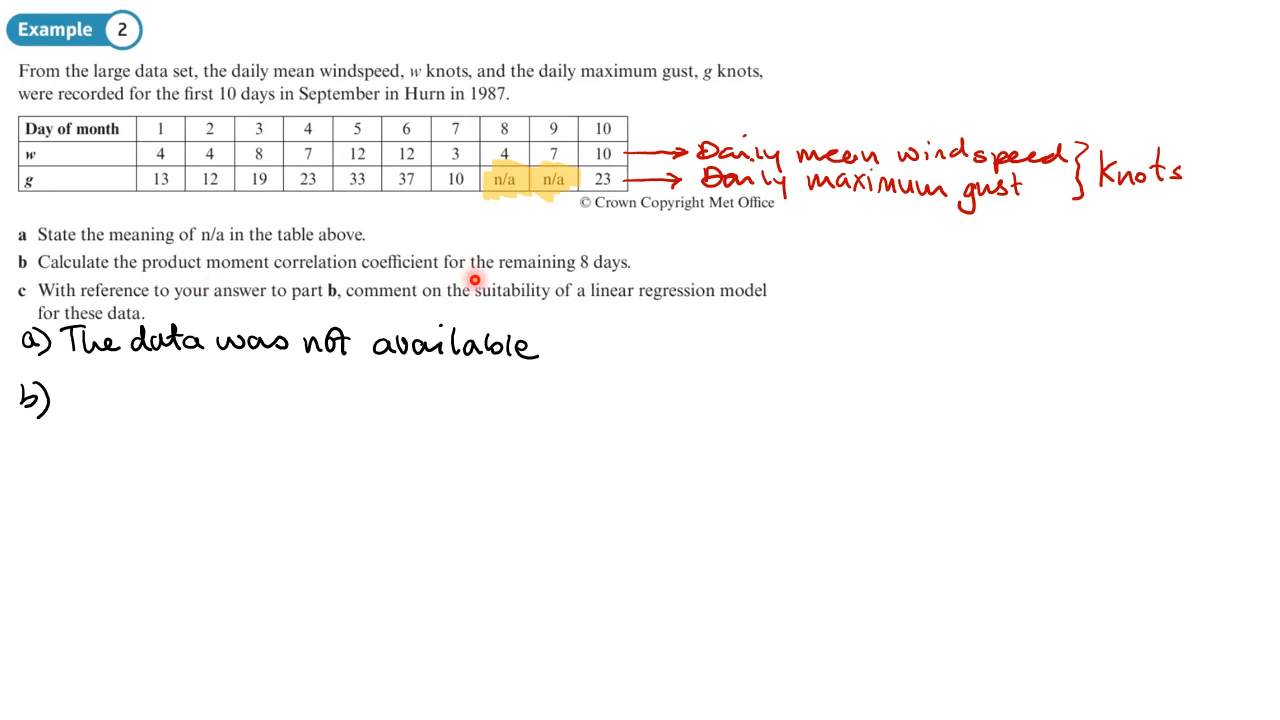 Example 2
From the large data set, the daily mean windspeed, w knots, and the daily maximum gust, g knots,
were recorded for the first 10 days in September in Hurn in 1987.
Day of month 1 2 3 4 5 6 7 8 9 10
w 4 4 8 7 12 12 3 4 7 10 → Daily mean windspeed
g 13 12 19 23 33 37 10 n/a n/a 23 → Daily maximum gust } Knots
© Crown Copyright Met Office
a State the meaning of n/a in the table above.
b Calculate the product moment correlation coefficient for the remaining 8 days.
c With reference to your answer to part b, comment on the suitability of a linear regression model
for these data.
a) The data was not available
b)